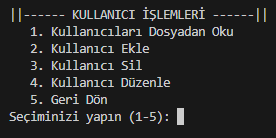 ||------ KULLANICI İŞLEMLERİ ------||
1. Kullanıcıları Dosyadan Oku
2. Kullanıcı Ekle
3. Kullanıcı Sil
4. Kullanıcı Düzenle
5. Geri Dön
Seçiminizi yapın (1-5):